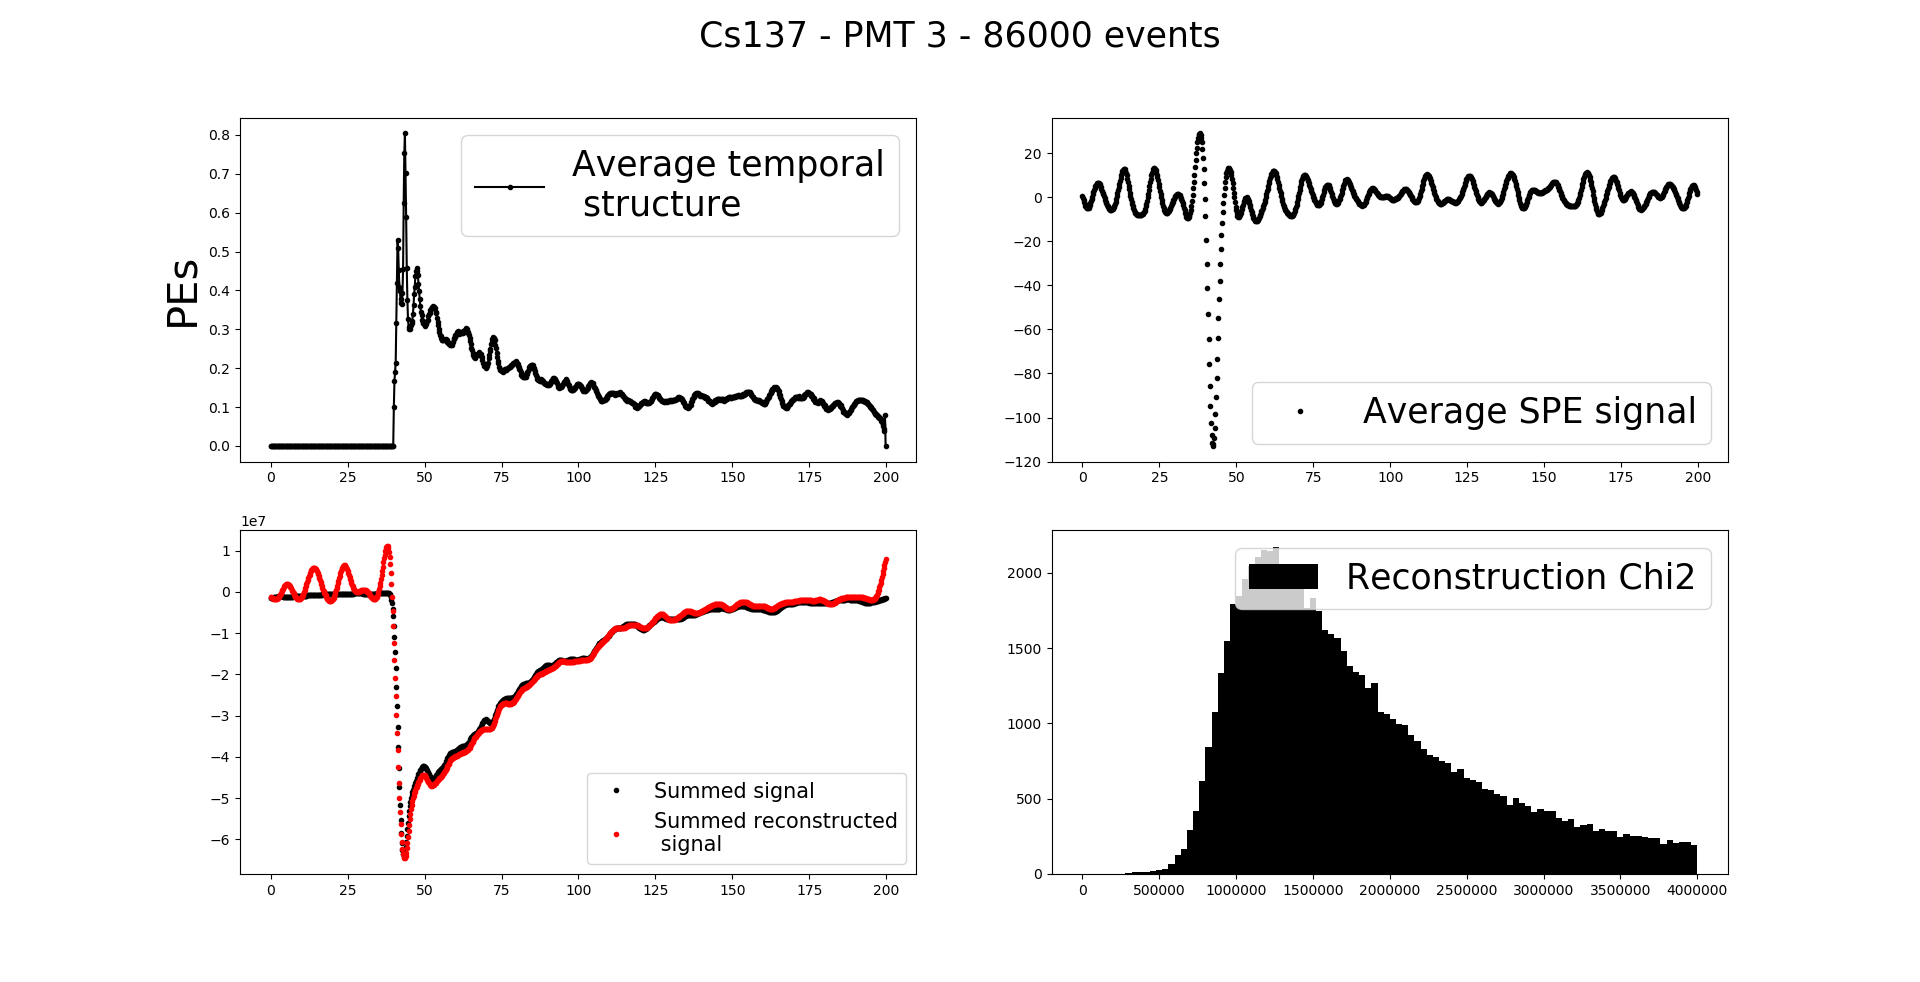 Cs137 - PMT 3 - 86000 events
PEs
0.8
0.7
0.6
0.5
0.4
0.3
0.2
0.1
0.0
Average temporal
structure
0 25 50 75 100 125 150 175 200
20
0
−20
−40
−60
−80
−100
−120
Average SPE signal
0 25 50 75 100 125 150 175 200
1e7
1
0
−1
−2
−3
−4
−5
−6
Summed signal
Summed reconstructed
signal
0 25 50 75 100 125 150 175 200
2000
1500
1000
500
0
Reconstruction Chi2
0 500000 1000000 1500000 2000000 2500000 3000000 3500000 4000000